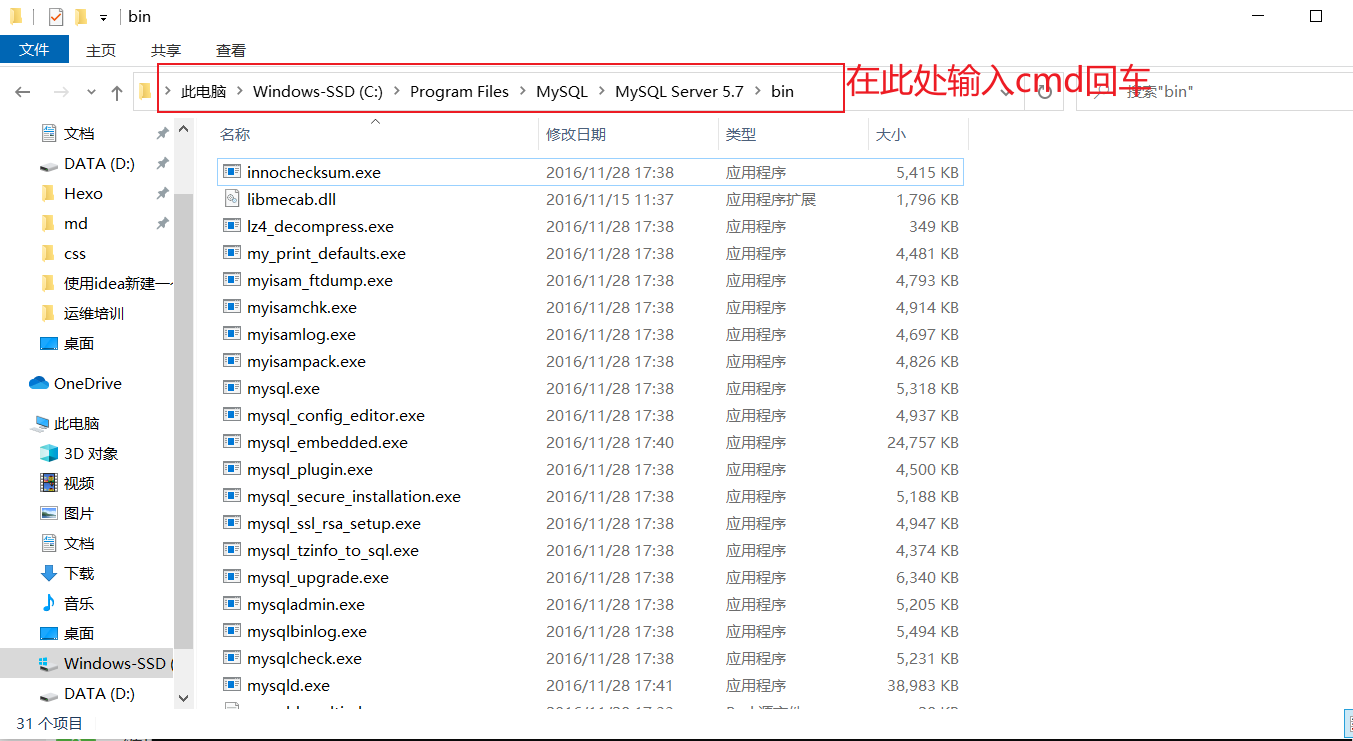 bin
文件 主页 共享 查看
此电脑 Windows-SSD (C:) Program Files MySQL MySQL Server 5.7 bin
在此处输入cmd回车
搜索"bin"
文档
DATA (D:)
Hexo
md
css
使用idea新建一
运维培训
桌面
OneDrive
此电脑
3D 对象
视频
图片
文档
下载
音乐
桌面
Windows-SSD (
DATA (D:)
名称 修改日期 类型 大小
innochecksum.exe 2016/11/28 17:38 应用程序 5,415 KB
libmecab.dll 2016/11/15 11:37 应用程序扩展 1,796 KB
lz4_decompress.exe 2016/11/28 17:38 应用程序 349 KB
my_print_defaults.exe 2016/11/28 17:38 应用程序 4,481 KB
myisam_ftdump.exe 2016/11/28 17:38 应用程序 4,793 KB
myisamchk.exe 2016/11/28 17:38 应用程序 4,914 KB
myisamlog.exe 2016/11/28 17:38 应用程序 4,697 KB
myisampack.exe 2016/11/28 17:38 应用程序 4,826 KB
mysql.exe 2016/11/28 17:38 应用程序 5,318 KB
mysql_config_editor.exe 2016/11/28 17:38 应用程序 4,937 KB
mysql_embedded.exe 2016/11/28 17:40 应用程序 24,757 KB
mysql_plugin.exe 2016/11/28 17:38 应用程序 4,500 KB
mysql_secure_installation.exe 2016/11/28 17:38 应用程序 5,188 KB
mysql_ssl_rsa_setup.exe 2016/11/28 17:38 应用程序 4,947 KB
mysql_tzinfo_to_sql.exe 2016/11/28 17:38 应用程序 4,374 KB
mysql_upgrade.exe 2016/11/28 17:38 应用程序 6,340 KB
mysqladmin.exe 2016/11/28 17:38 应用程序 5,205 KB
mysqlbinlog.exe 2016/11/28 17:38 应用程序 5,494 KB
mysqlcheck.exe 2016/11/28 17:38 应用程序 5,231 KB
mysqld.exe 2016/11/28 17:41 应用程序 38,983 KB
31 个项目